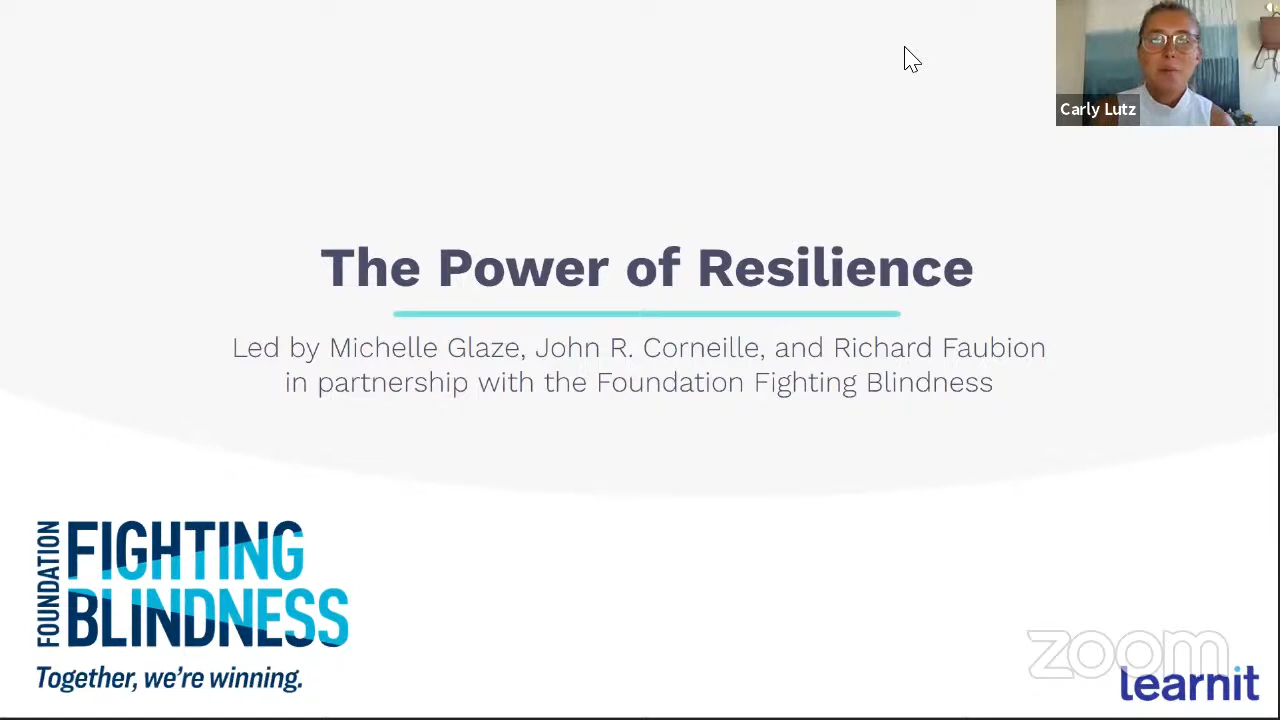 Carly Lutz
The Power of Resilience
Led by Michelle Glaze, John R. Corneille, and Richard Faubion
in partnership with the Foundation Fighting Blindness
FOUNDATION
FIGHTING
BLINDNESS
Together, we're winning.
zoom
learnit